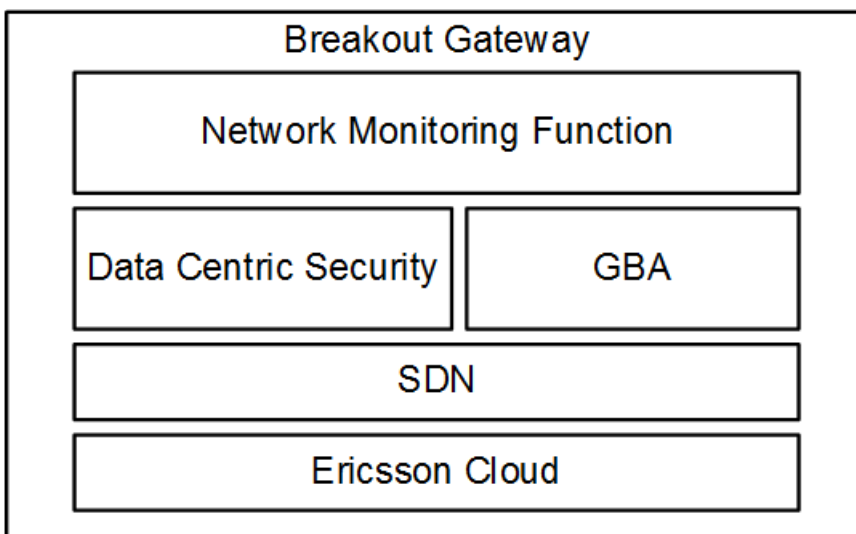 Breakout Gateway
Network Monitoring Function
Data Centric Security
GBA
SDN
Ericsson Cloud